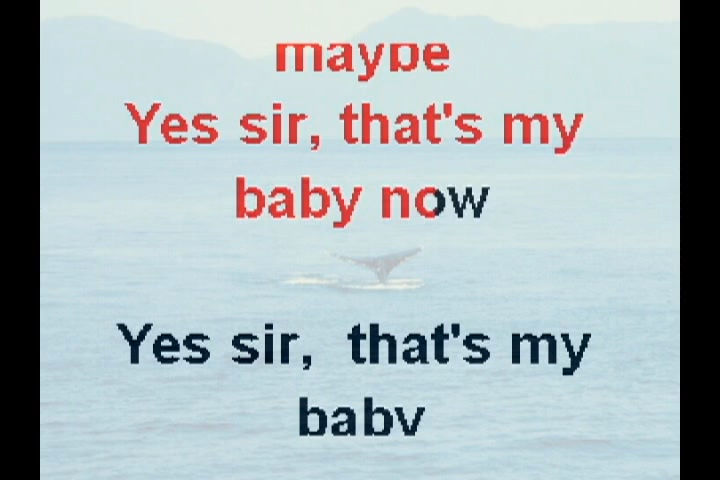 maybe
Yes sir, that's my
baby now
Yes sir, that's my
baby